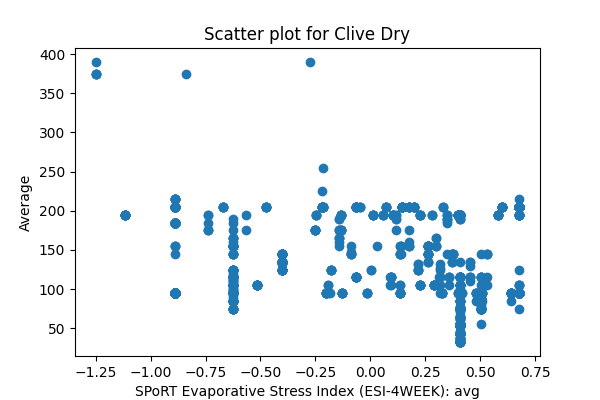 Scatter plot for Clive Dry
Average
400
350
300
250
200
150
100
50
−1.25 −1.00 −0.75 −0.50 −0.25 0.00 0.25 0.50 0.75
SPoRT Evaporative Stress Index (ESI-4WEEK): avg